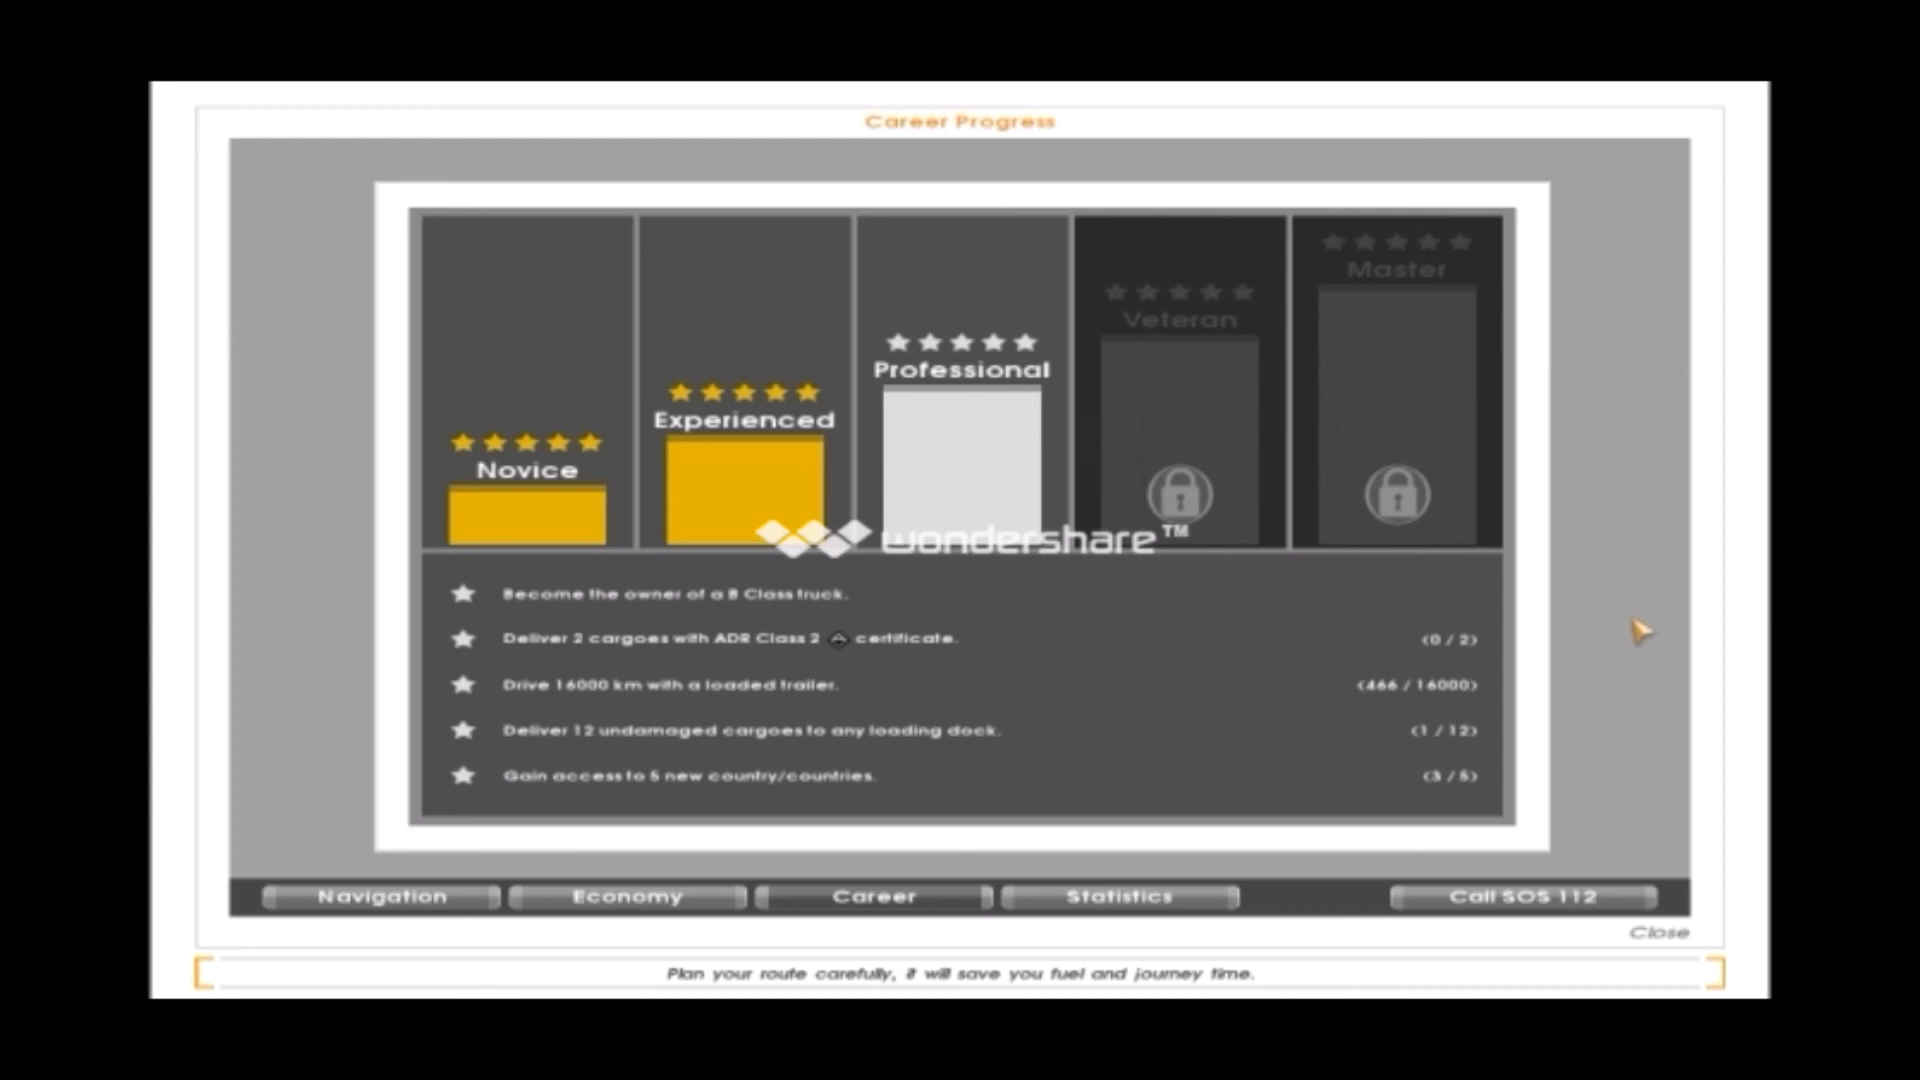 Career Progress
Master
Veteran
Professional
Experienced
Novice
wondershare™
Become the owner of a B Class truck.
Deliver 2 cargoes with ADR Class 2 certificate. (0 / 2)
Drive 16000 km with a loaded trailer. (466 / 16000)
Deliver 12 undamaged cargoes to any loading dock. (1 / 12)
Gain access to 5 new country/countries. (3 / 5)
Navigation Economy Career Statistics Call SOS 112
Close
Plan your route carefully, it will save you fuel and journey time.